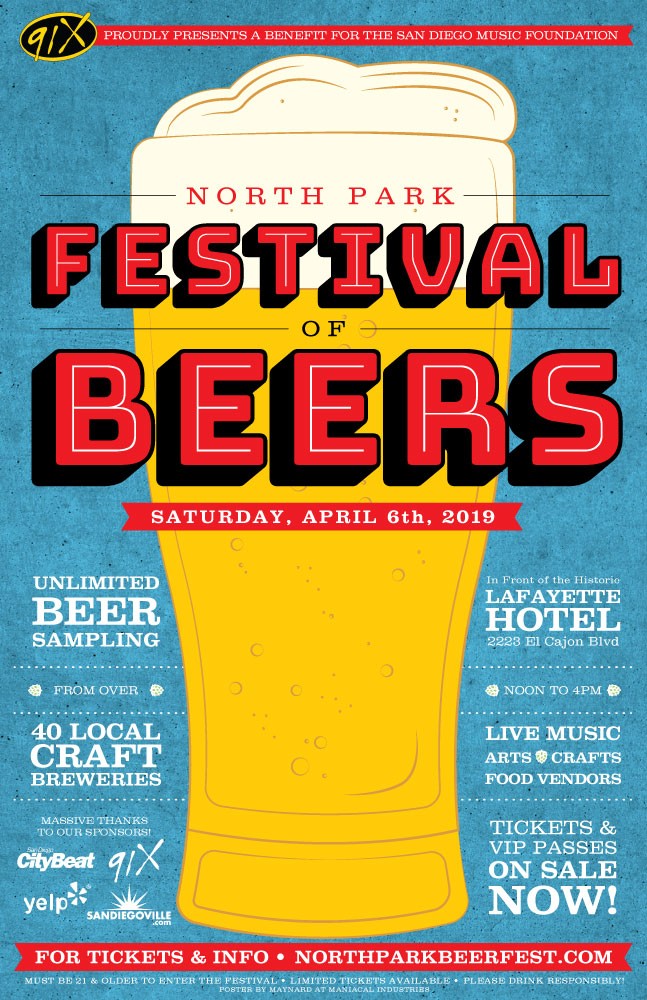 91X PROUDLY PRESENTS A BENEFIT FOR THE SAN DIEGO MUSIC FOUNDATION
NORTH PARK
FESTIVAL
OF
BEERS
SATURDAY, APRIL 6th, 2019
UNLIMITED
BEER
SAMPLING
FROM OVER
40 LOCAL
CRAFT
BREWERIES
MASSIVE THANKS
TO OUR SPONSORS!
San Diego
CityBeat
91X
yelp
SANDIEGOVILLE
.com
In Front of the Historic
LAFAYETTE
HOTEL
2223 El Cajon Blvd
NOON TO 4PM
LIVE MUSIC
ARTS CRAFTS
FOOD VENDORS
TICKETS &
VIP PASSES
ON SALE
NOW!
FOR TICKETS & INFO • NORTHPARKBEERFEST.COM
MUST BE 21 & OLDER TO ENTER THE FESTIVAL • LIMITED TICKETS AVAILABLE • PLEASE DRINK RESPONSIBLY!
POSTER BY MAYNARD AT MANIACAL INDUSTRIES